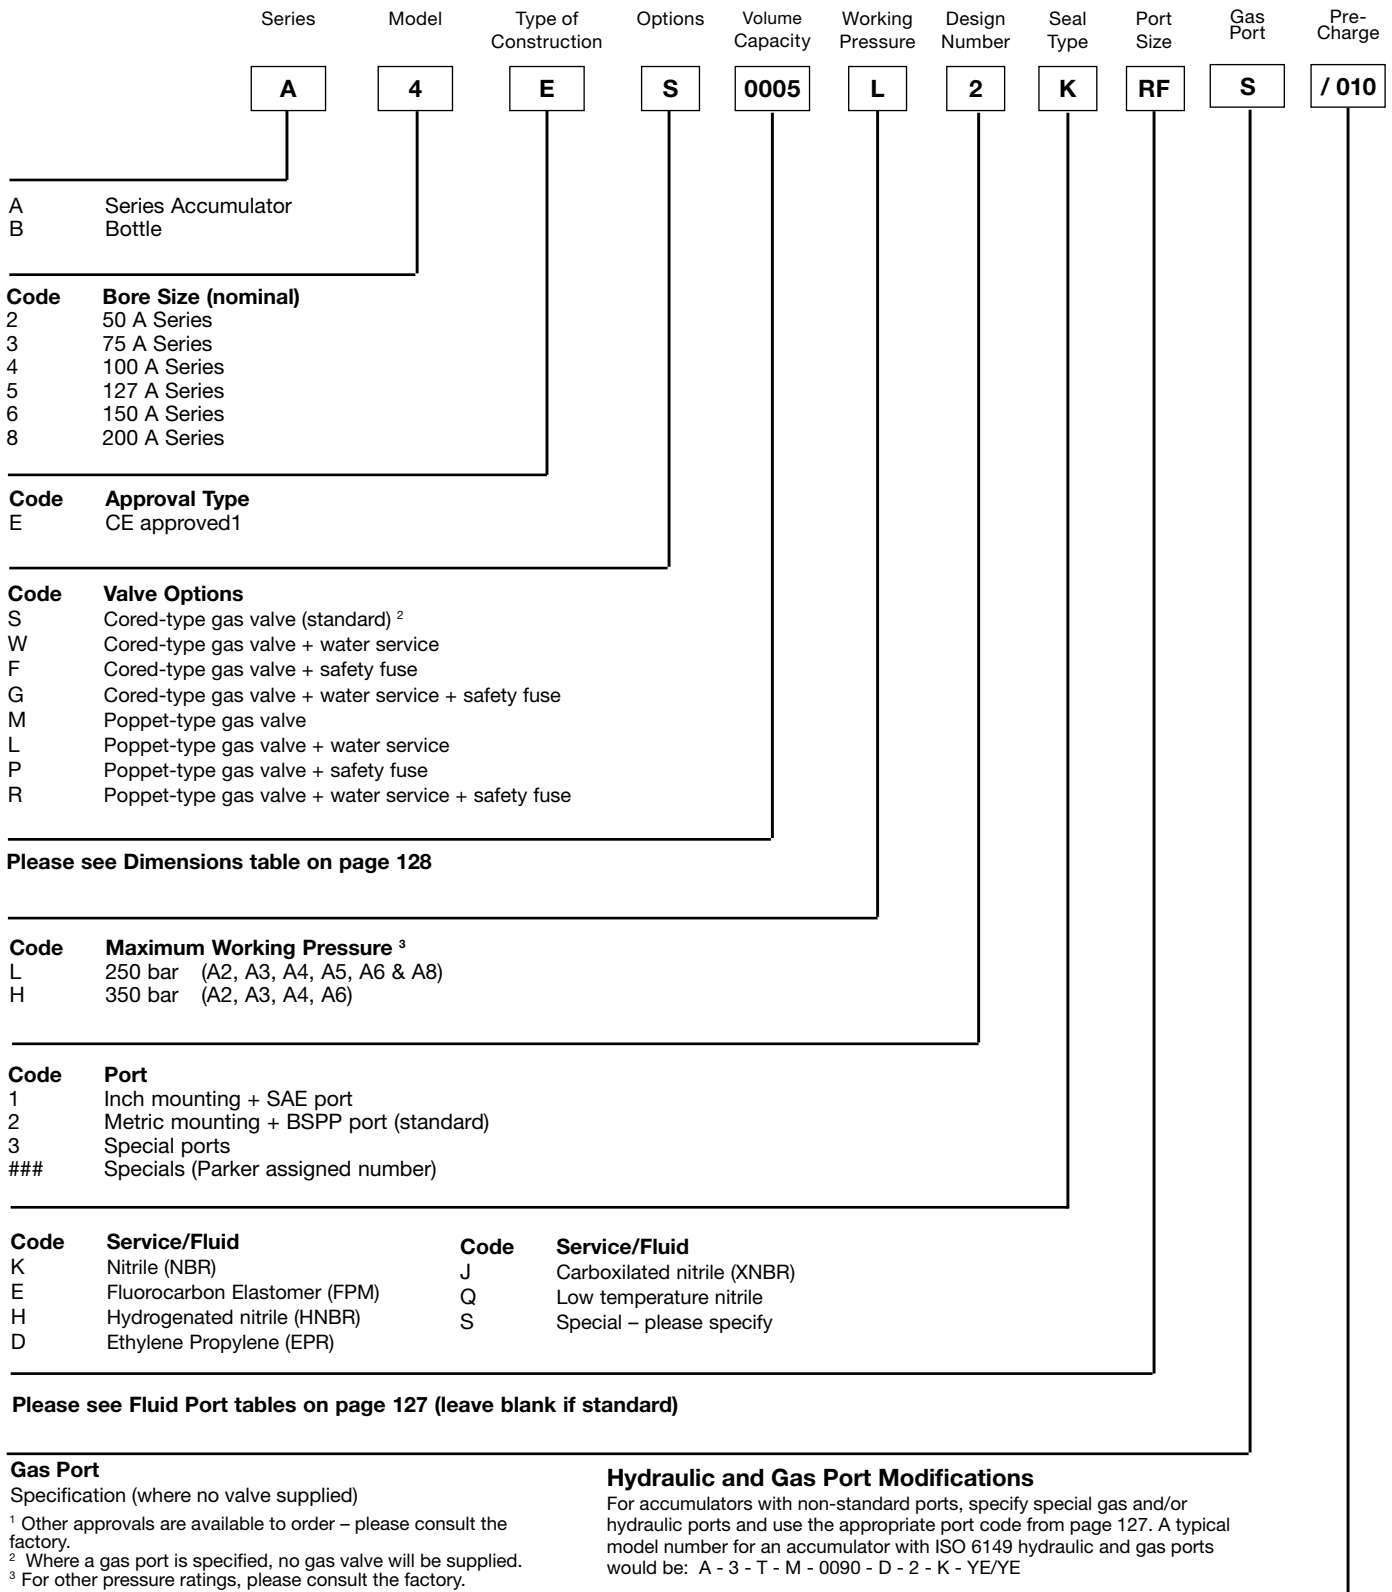 Series Model Type of Construction Options Volume Capacity Working Pressure Design Number Seal Type Port Size Gas Port Pre-Charge
A 4 E S 0005 L 2 K RF S / 010
A Series Accumulator
B Bottle
Code Bore Size (nominal)
2 50 A Series
3 75 A Series
4 100 A Series
5 127 A Series
6 150 A Series
8 200 A Series
Code Approval Type
E CE approved1
Code Valve Options
S Cored-type gas valve (standard) 2
W Cored-type gas valve + water service
F Cored-type gas valve + safety fuse
G Cored-type gas valve + water service + safety fuse
M Poppet-type gas valve
L Poppet-type gas valve + water service
P Poppet-type gas valve + safety fuse
R Poppet-type gas valve + water service + safety fuse
Please see Dimensions table on page 128
Code Maximum Working Pressure 3
L 250 bar (A2, A3, A4, A5, A6 & A8)
H 350 bar (A2, A3, A4, A6)
Code Port
1 Inch mounting + SAE port
2 Metric mounting + BSPP port (standard)
3 Special ports
### Specials (Parker assigned number)
Code Service/Fluid
K Nitrile (NBR)
E Fluorocarbon Elastomer (FPM)
H Hydrogenated nitrile (HNBR)
D Ethylene Propylene (EPR)
Code Service/Fluid
J Carboxilated nitrile (XNBR)
Q Low temperature nitrile
S Special – please specify
Please see Fluid Port tables on page 127 (leave blank if standard)
Gas Port
Specification (where no valve supplied)
1 Other approvals are available to order – please consult the
factory.
2 Where a gas port is specified, no gas valve will be supplied.
3 For other pressure ratings, please consult the factory.
Hydraulic and Gas Port Modifications
For accumulators with non-standard ports, specify special gas and/or
hydraulic ports and use the appropriate port code from page 127. A typical
model number for an accumulator with ISO 6149 hydraulic and gas ports
would be: A - 3 - T - M - 0090 - D - 2 - K - YE/YE